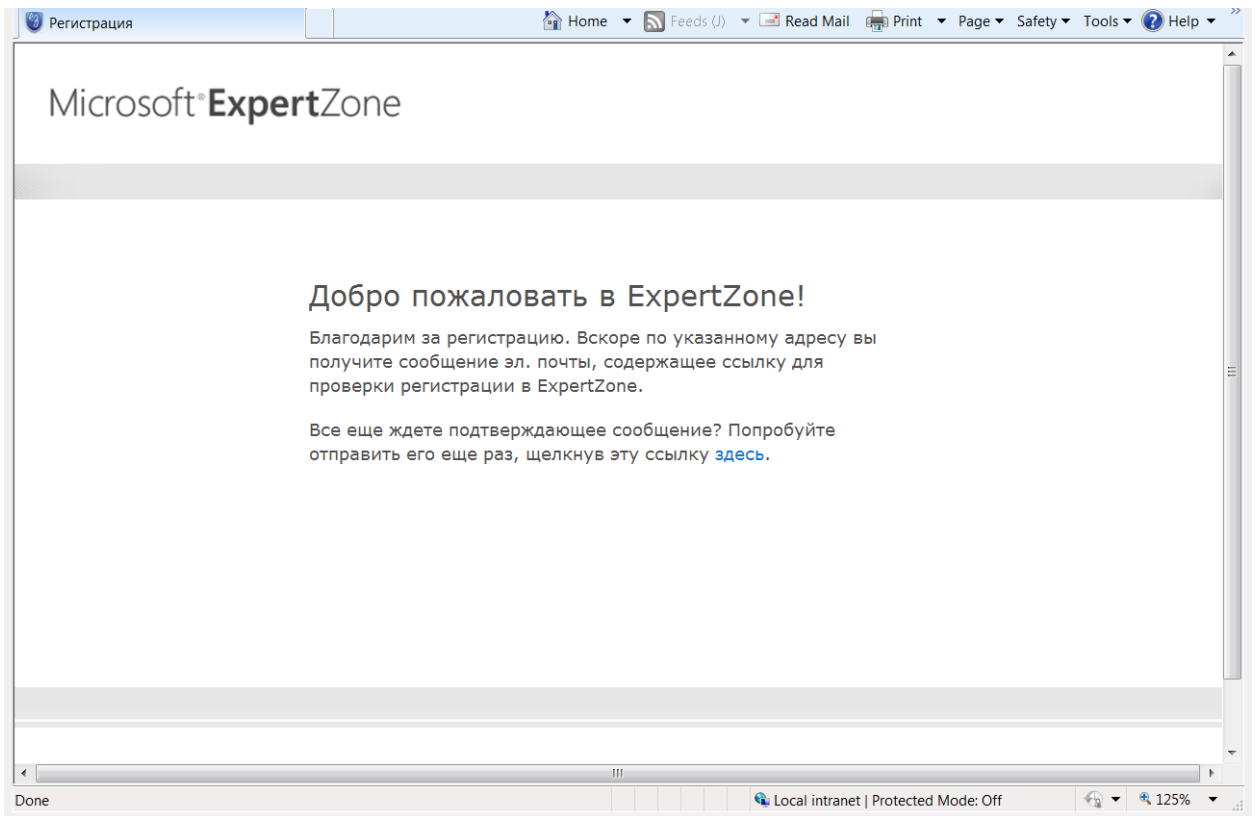 Регистрация
Home Feeds (J) Read Mail Print Page Safety Tools Help »
Microsoft® ExpertZone
Добро пожаловать в ExpertZone!
Благодарим за регистрацию. Вскоре по указанному адресу вы
получите сообщение эл. почты, содержащее ссылку для
проверки регистрации в ExpertZone.
Все еще ждете подтверждающее сообщение? Попробуйте
отправить его еще раз, щелкнув эту ссылку здесь.
Done Local intranet | Protected Mode: Off 125%